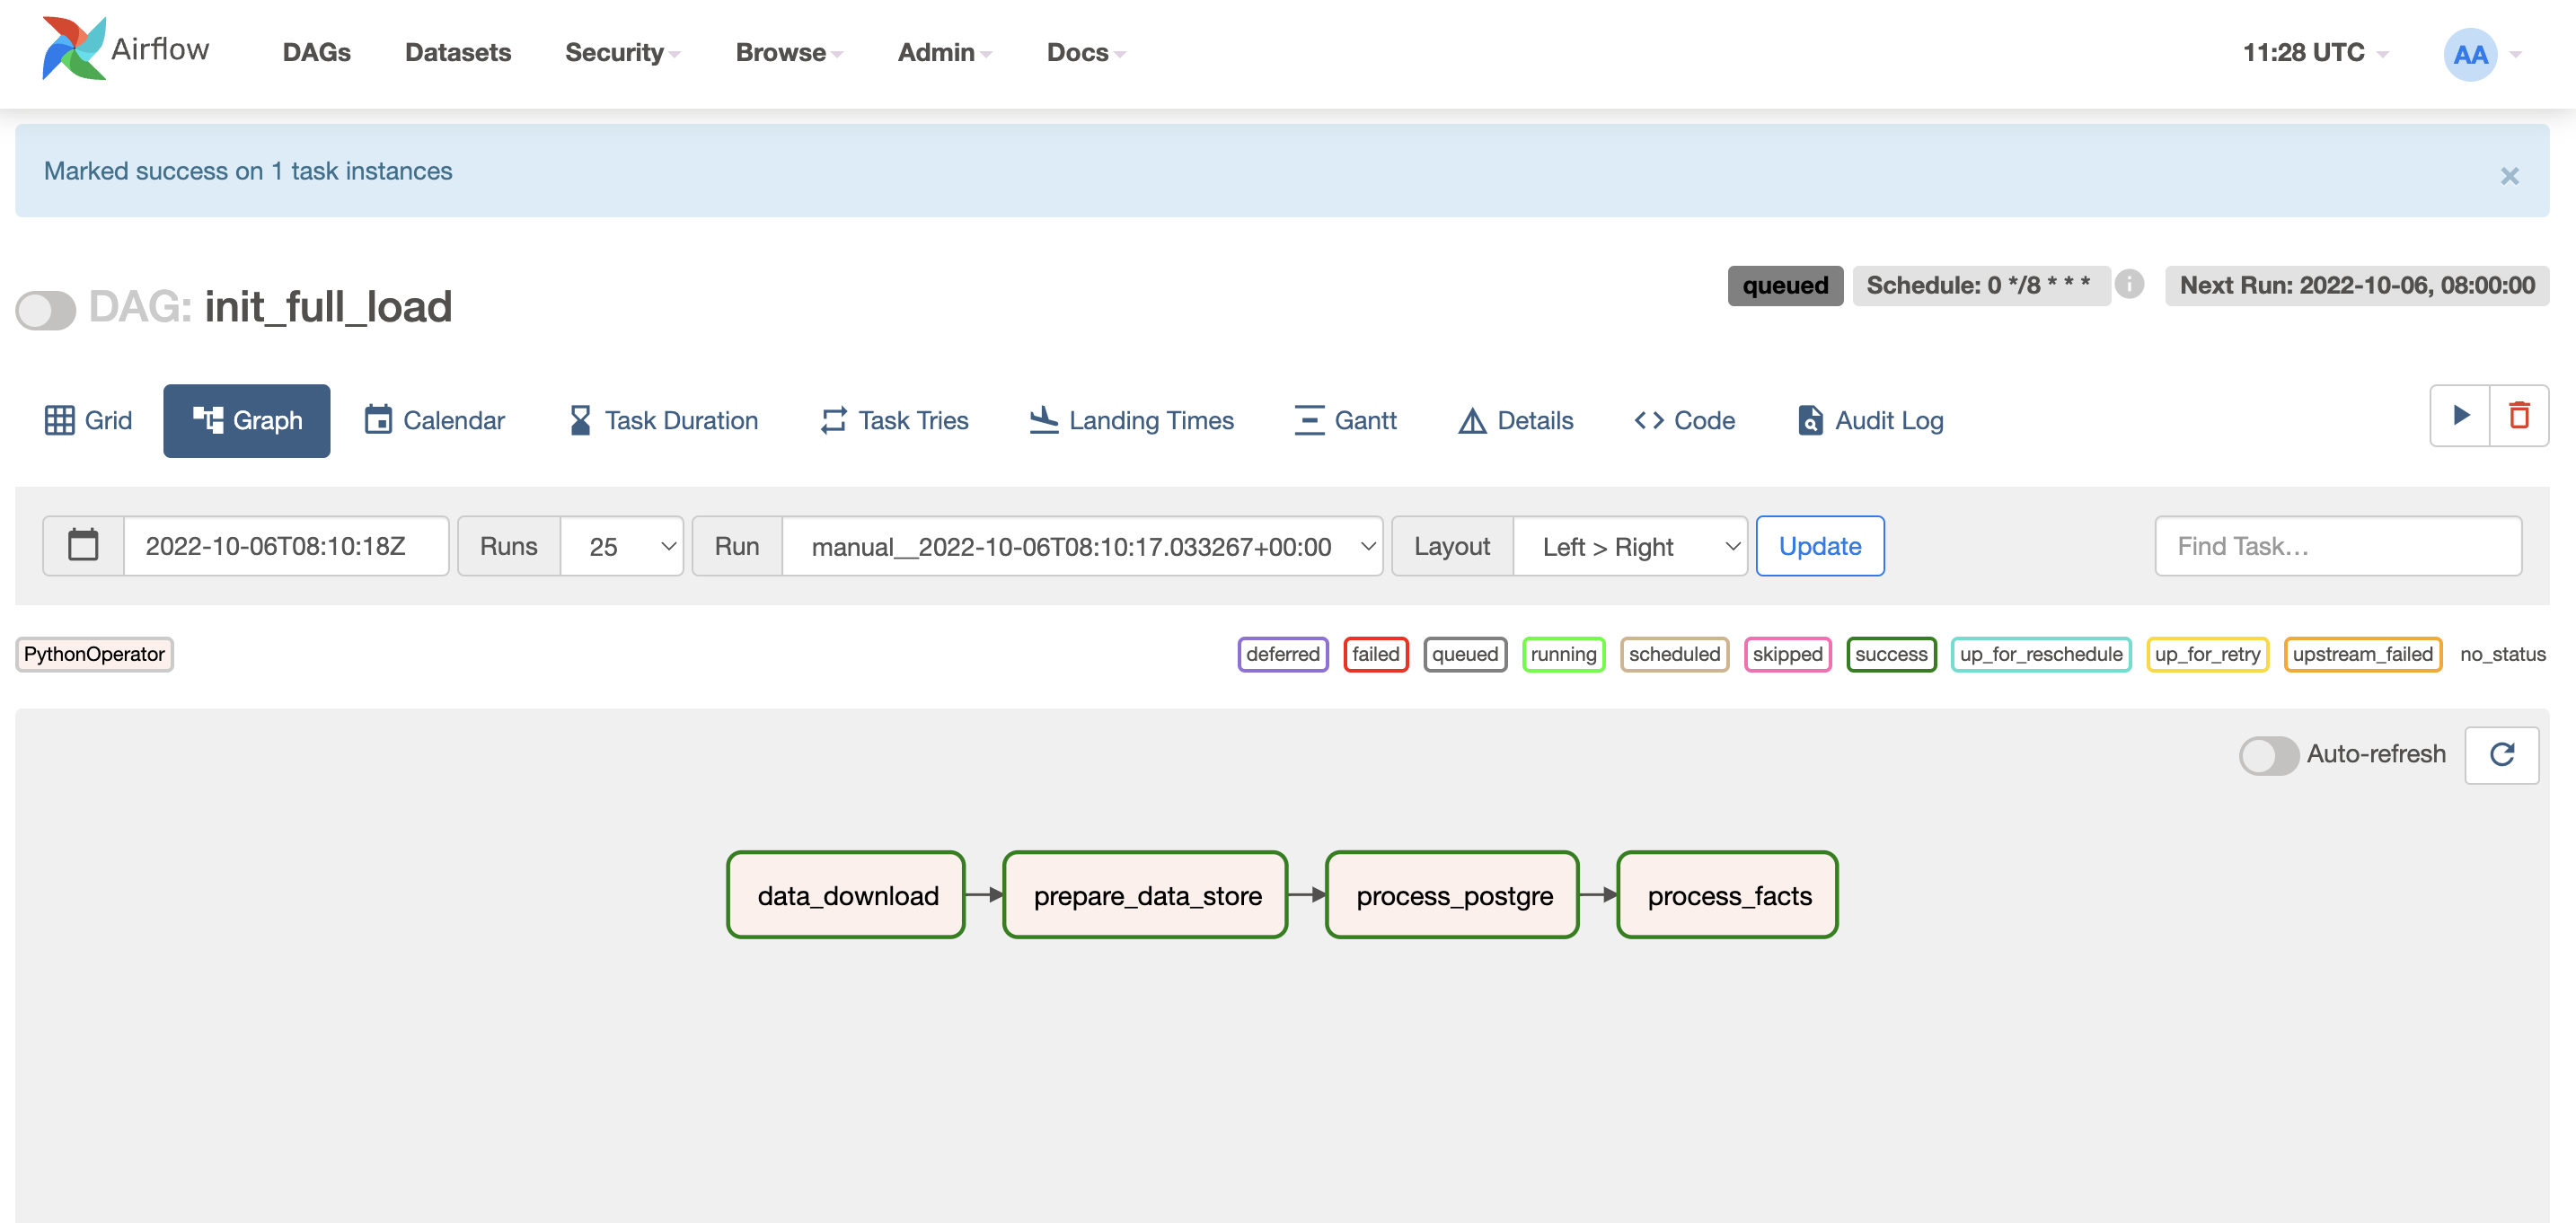 Airflow DAGs Datasets Security Browse Admin Docs 11:28 UTC AA
Marked success on 1 task instances ×
DAG: init_full_load queued Schedule: 0 */8 * * * i Next Run: 2022-10-06, 08:00:00
Grid Graph Calendar Task Duration Task Tries Landing Times Gantt Details <> Code Audit Log
2022-10-06T08:10:18Z Runs 25 Run manual__2022-10-06T08:10:17.033267+00:00 Layout Left > Right Update Find Task…
PythonOperator deferred failed queued running scheduled skipped success up_for_reschedule up_for_retry upstream_failed no_status
Auto-refresh
data_download prepare_data_store process_postgre process_facts